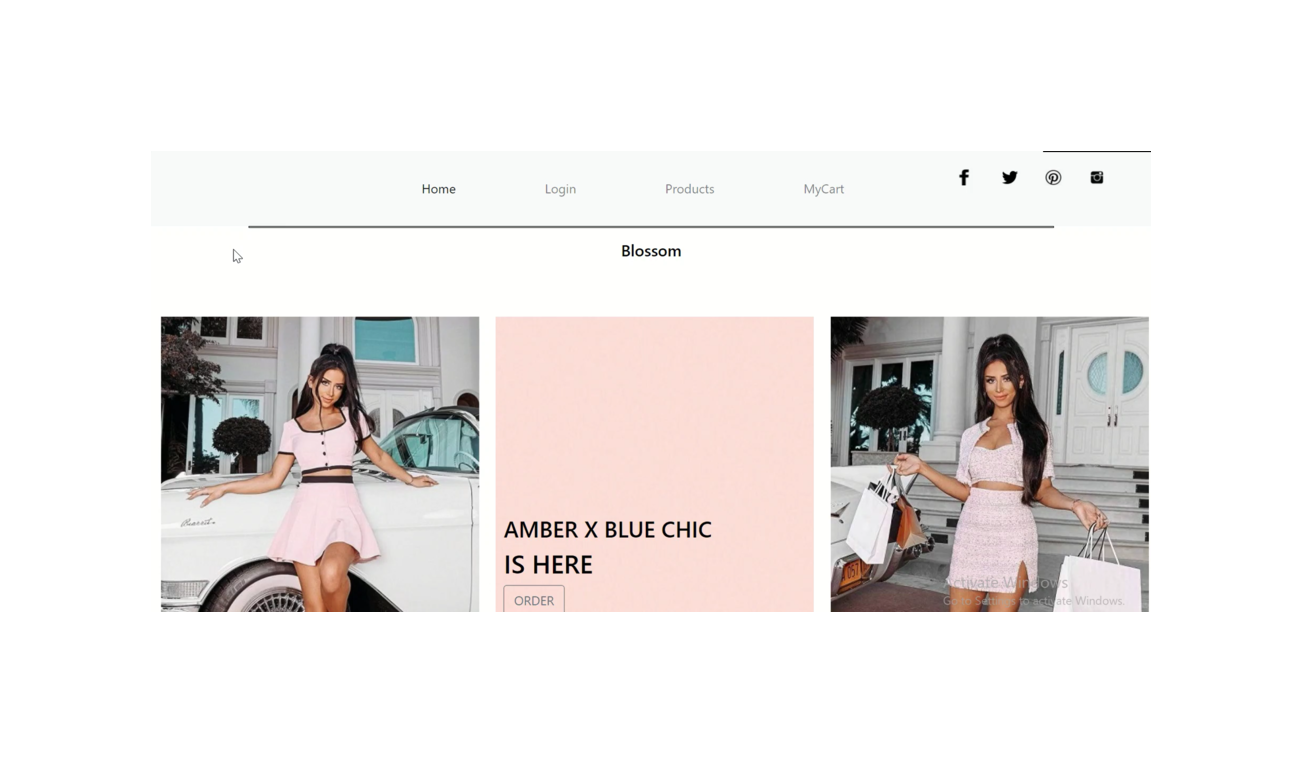 Home Login Products MyCart
Blossom
AMBER X BLUE CHIC
IS HERE
ORDER
Activate Windows
Go to Settings to activate Windows.